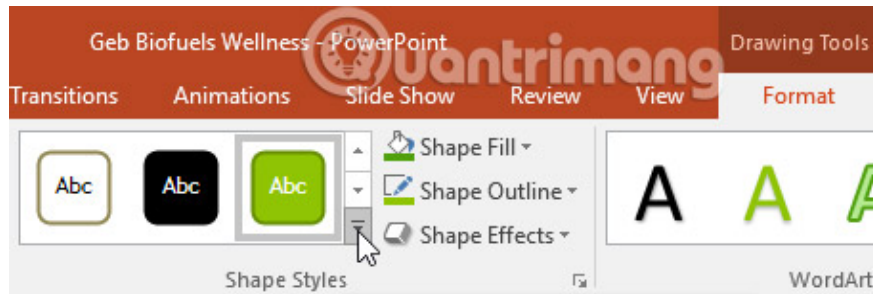 Geb Biofuels Wellness - PowerPoint
Quantrimang
Drawing Tools
Transitions Animations Slide Show Review View Format
Abc Abc Abc
Shape Fill
Shape Outline
Shape Effects
A A A
Shape Styles
WordArt